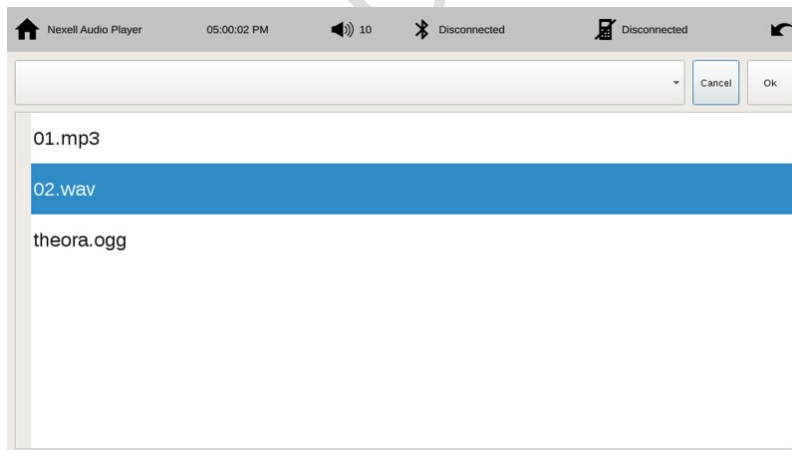 Nexell Audio Player 05:00:02 PM 10 Disconnected Disconnected
Cancel Ok
01.mp3
02.wav
theora.ogg